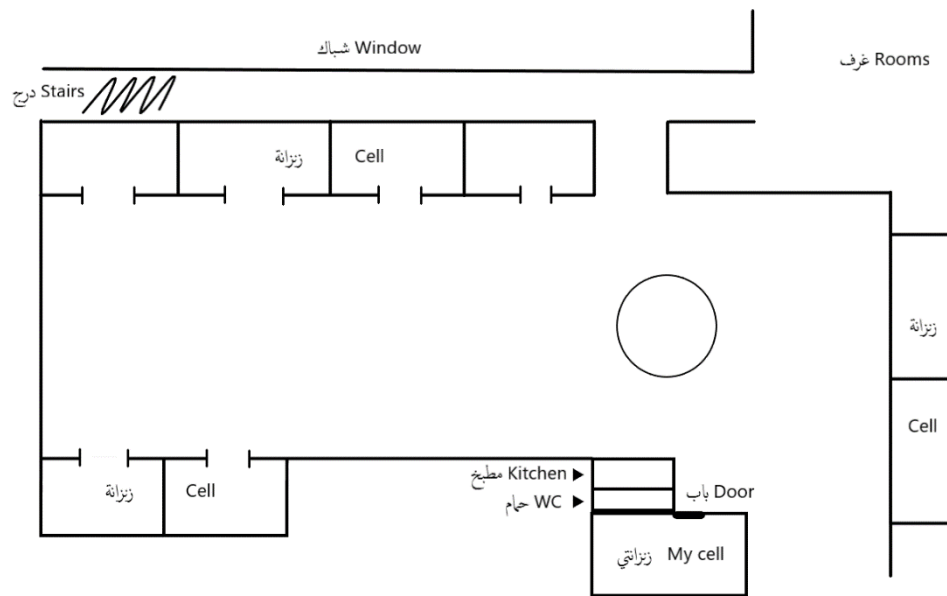 شباك Window
غرف Rooms
درج Stairs
زنزانة Cell
زنزانة
Cell
مطبخ Kitchen
زنزانة Cell
باب Door
حمام WC
زنزانتي My cell